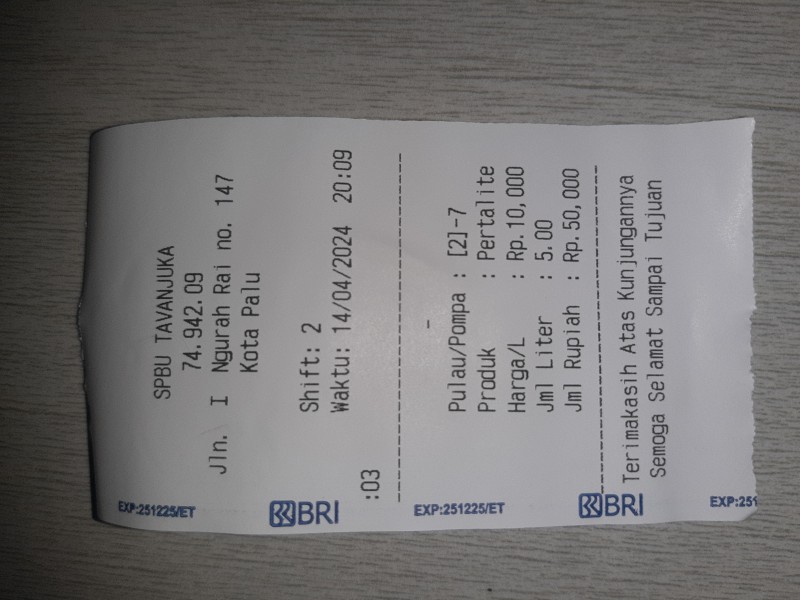 SPBU TAVANJUKA
74.942.09
Jln. I Ngurah Rai no. 147
Kota Palu
Shift: 2
Waktu: 14/04/2024 20:09
:03
--------------------------------
-
Pulau/Pompa : [2]-7
Produk : Pertalite
Harga/L : Rp.10,000
Jml Liter : 5.00
Jml Rupiah : Rp.50,000
--------------------------------
Terimakasih Atas Kunjungannya
Semoga Selamat Sampai Tujuan
EXP:251225/ET
BRI
EXP:251225/ET
BRI
EXP:251